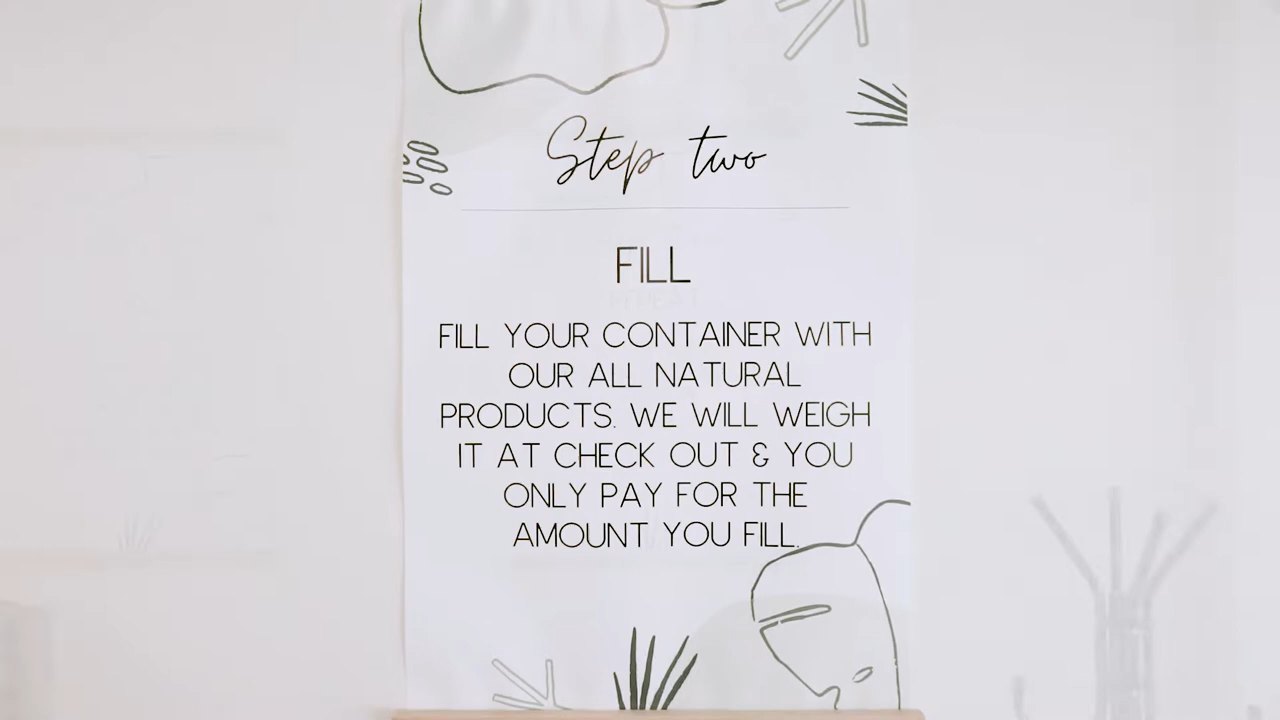 Step two
FILL
FILL YOUR CONTAINER WITH
OUR ALL NATURAL
PRODUCTS. WE WILL WEIGH
IT AT CHECK OUT & YOU
ONLY PAY FOR THE
AMOUNT YOU FILL.